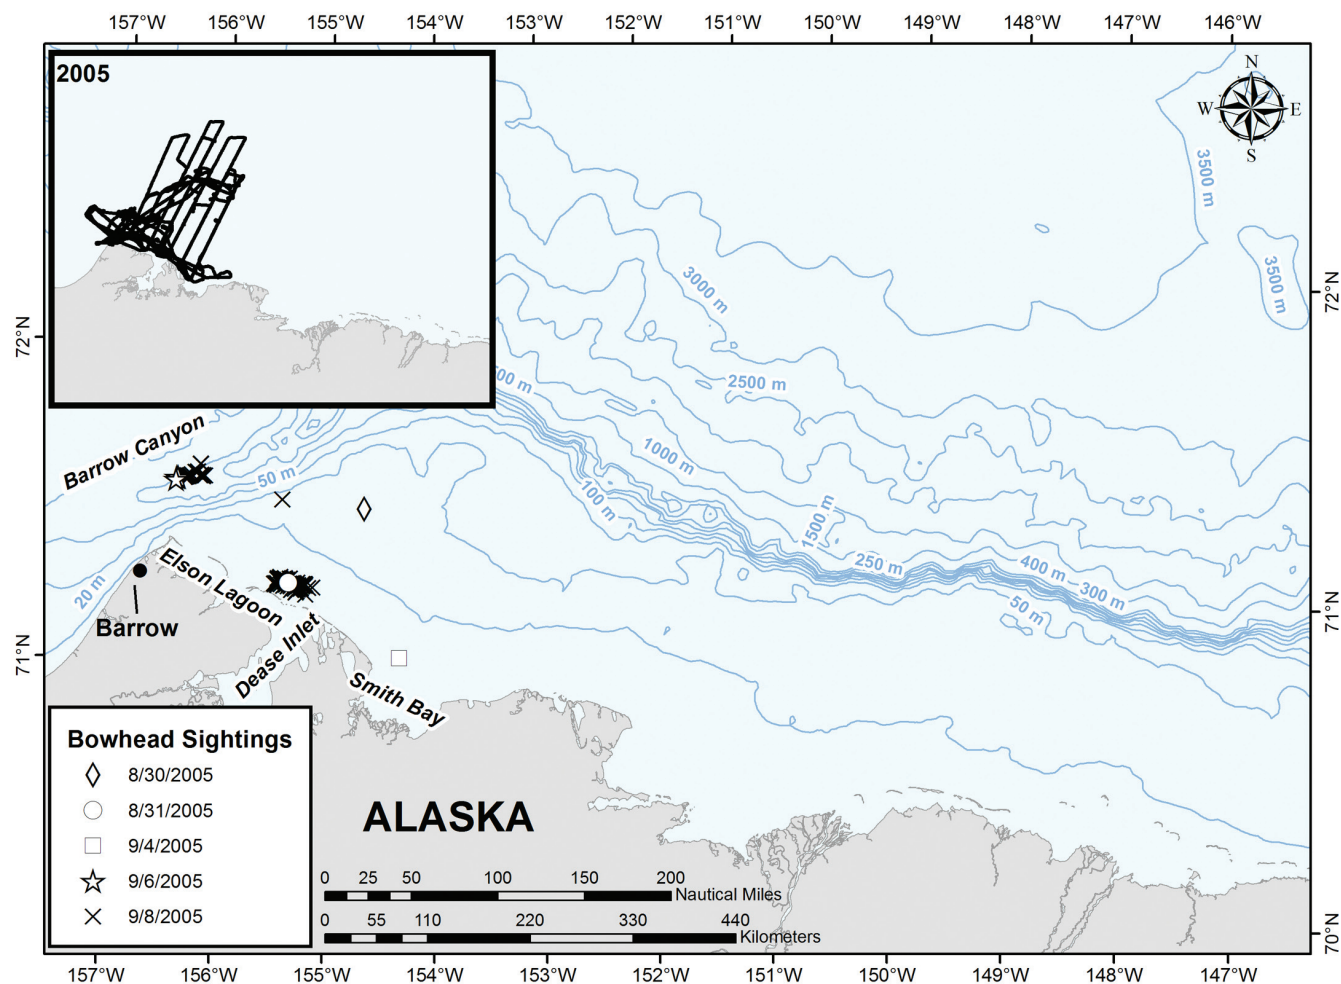 157°W 156°W 155°W 154°W 153°W 152°W 151°W 150°W 149°W 148°W 147°W 146°W
2005
N
W E
S
3500 m
3500 m
3000 m
72°N
72°N
2500 m
Barrow Canyon
1000 m
50 m
100 m
1500 m
250 m
400 m
300 m
50 m
20 m
Elson Lagoon
Barrow
71°N
71°N
Dease Inlet
Smith Bay
Bowhead Sightings
8/30/2005
8/31/2005
9/4/2005
9/6/2005
9/8/2005
ALASKA
0 25 50 100 150 200
Nautical Miles
0 55 110 220 330 440
Kilometers
70°N
157°W 156°W 155°W 154°W 153°W 152°W 151°W 150°W 149°W 148°W 147°W